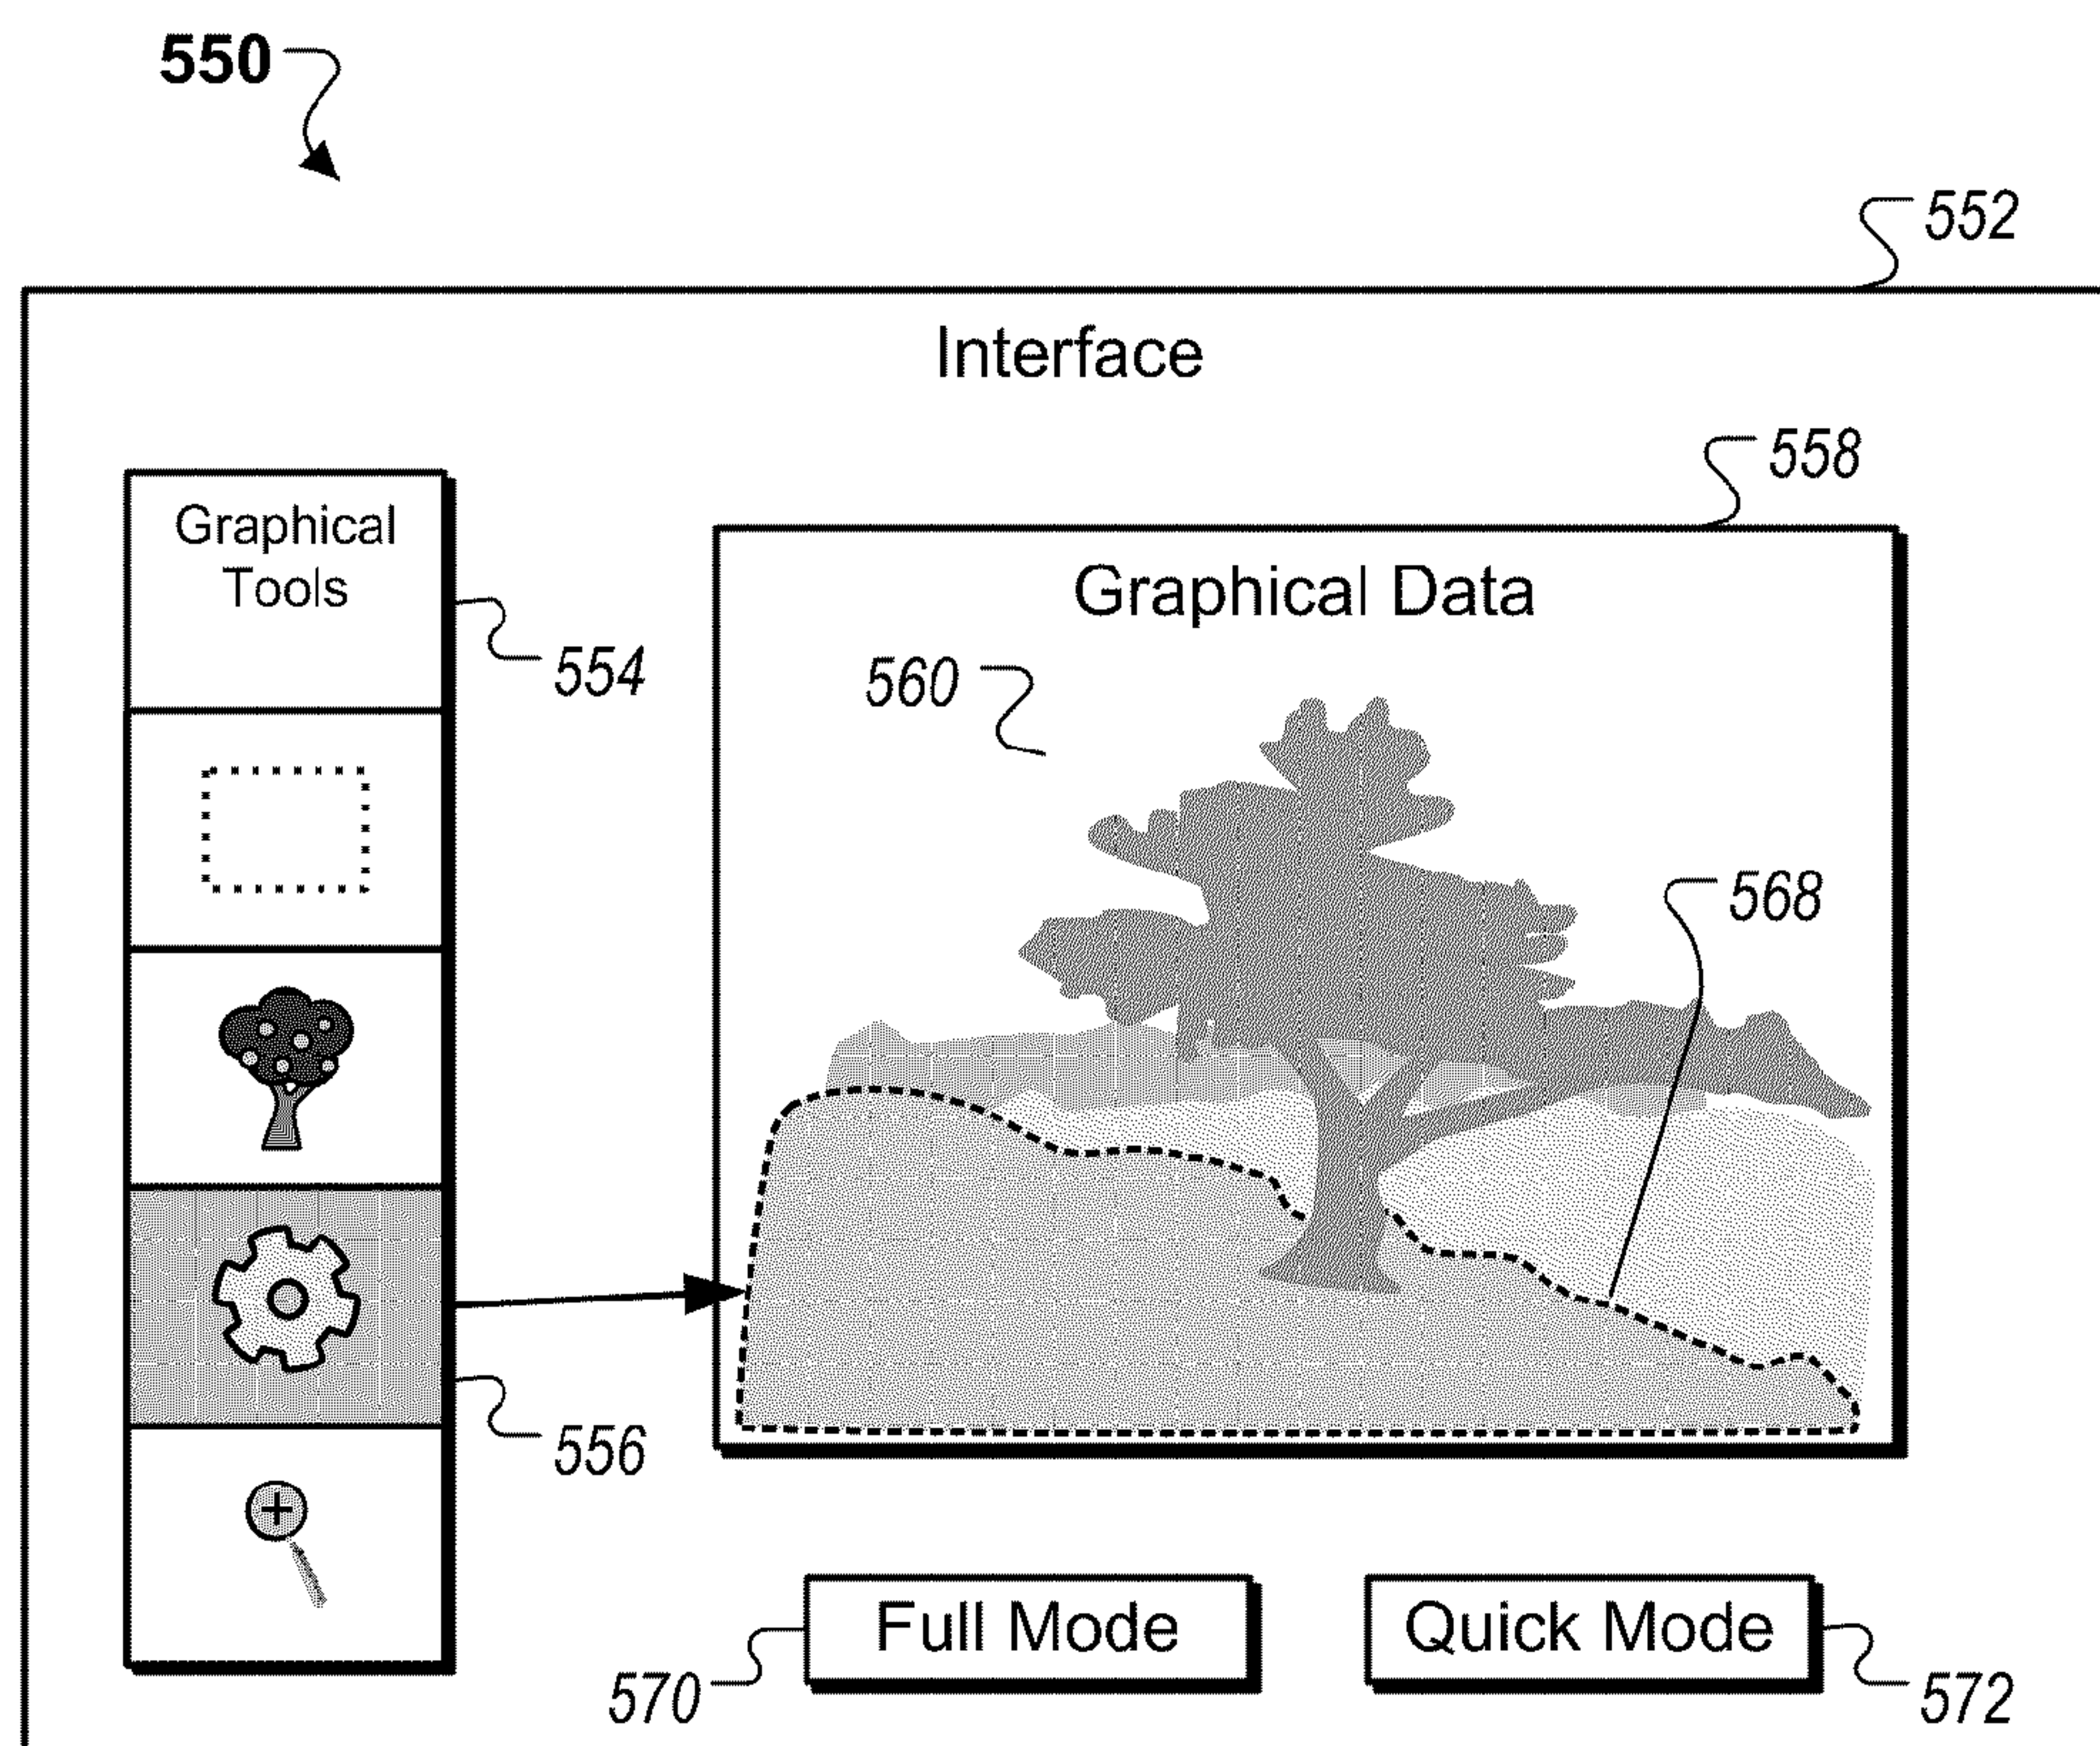 550
552
Interface
558
Graphical
Tools
554
Graphical Data
560
568
556
Full Mode
Quick Mode
570
572